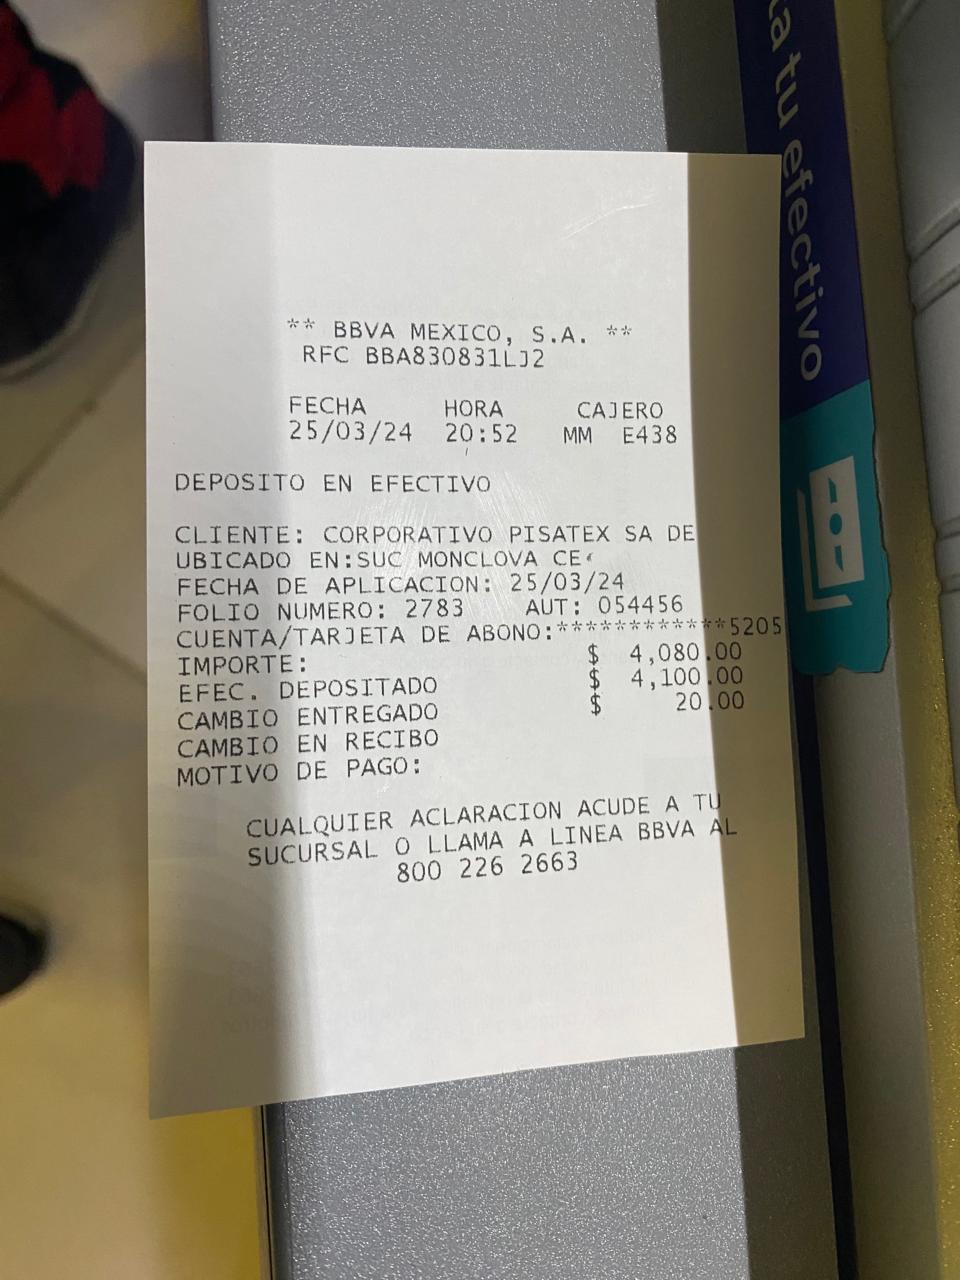 ta tu efectivo
** BBVA MEXICO, S.A. **
RFC BBA830831LJ2
FECHA HORA CAJERO
25/03/24 20:52 MM E438
DEPOSITO EN EFECTIVO
CLIENTE: CORPORATIVO PISATEX SA DE
UBICADO EN:SUC MONCLOVA CE
FECHA DE APLICACION: 25/03/24
FOLIO NUMERO: 2783 AUT: 054456
CUENTA/TARJETA DE ABONO:************5205
IMPORTE: $ 4,080.00
EFEC. DEPOSITADO $ 4,100.00
CAMBIO ENTREGADO $ 20.00
CAMBIO EN RECIBO
MOTIVO DE PAGO:
CUALQUIER ACLARACION ACUDE A TU
SUCURSAL O LLAMA A LINEA BBVA AL
800 226 2663